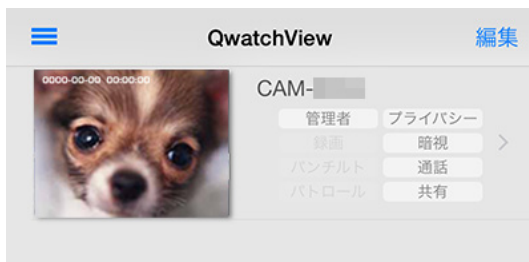 QwatchView 編集
0000-00-00 00:00:00
CAM-
管理者 プライバシー
録画 暗視
パンチルト 通話
パトロール 共有